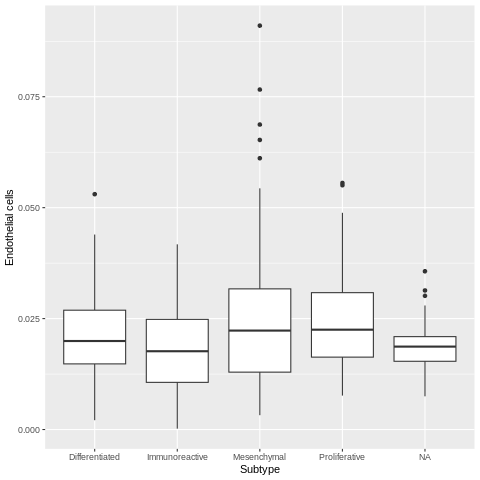 Endothelial cells
0.075
0.050
0.025
0.000
Differentiated Immunoreactive Mesenchymal Proliferative NA
Subtype